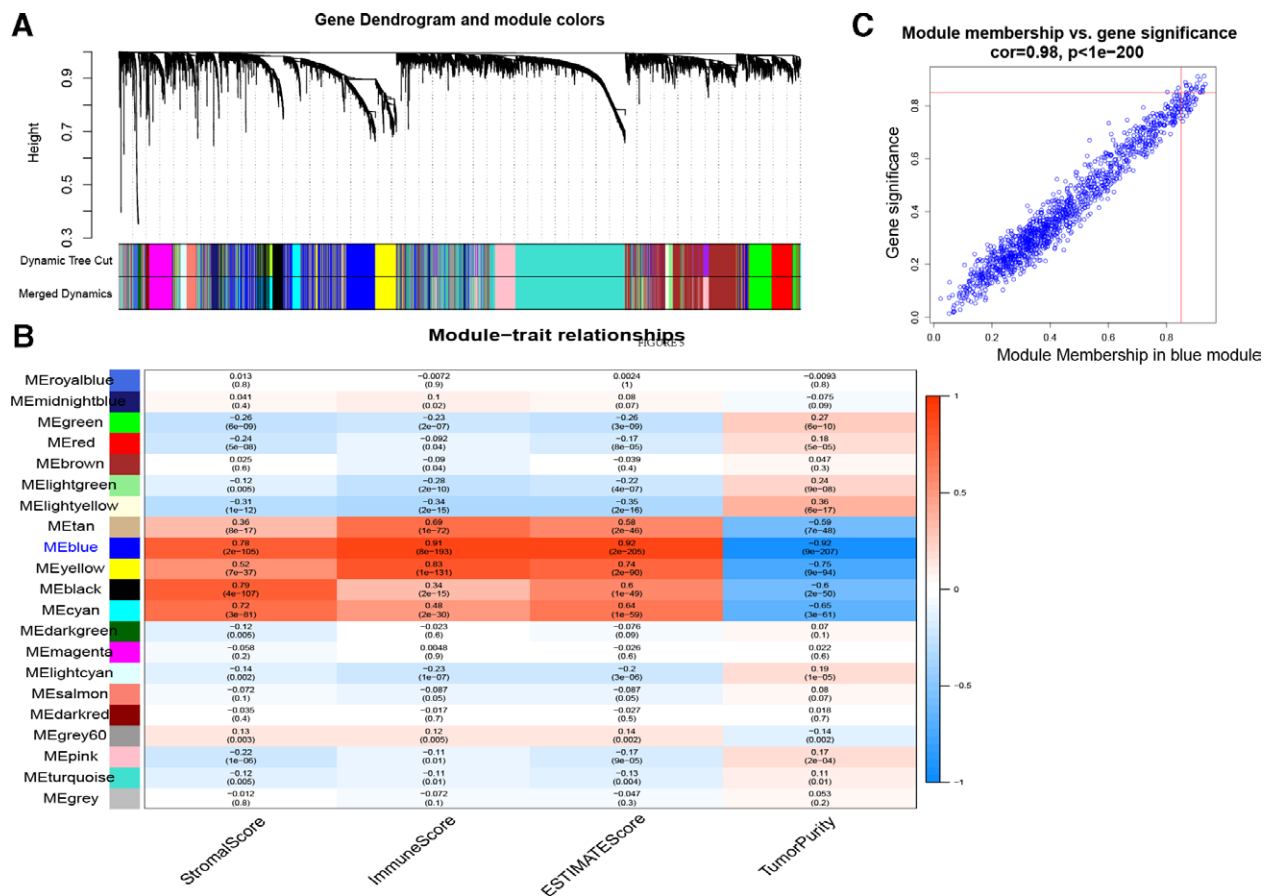 A
Gene Dendrogram and module colors
Height
0.9
0.7
0.5
0.3
Dynamic Tree Cut
Merged Dynamics
C
Module membership vs. gene significance
cor=0.98, p<1e−200
Gene significance
0.8
0.6
0.4
0.2
0.0
0.0 0.2 0.4 0.6 0.8
Module Membership in blue module
B
Module−trait relationships
FIGURE 5
MEroyalblue 0.013 −0.0072 0.0024 −0.0093
(0.8) (0.9) (1) (0.8)
MEmidnightblue 0.041 0.1 0.08 −0.075
(0.4) (0.02) (0.07) (0.09)
MEgreen −0.26 −0.23 −0.26 0.27
(6e−09) (2e−07) (3e−09) (6e−10)
MEred −0.24 −0.092 −0.17 0.18
(5e−08) (0.04) (8e−05) (5e−05)
MEbrown 0.025 −0.09 −0.039 0.047
(0.6) (0.04) (0.4) (0.3)
MElightgreen −0.12 −0.28 −0.22 0.24
(0.005) (2e−10) (4e−07) (9e−08)
MElightyellow −0.31 −0.34 −0.35 0.36
(1e−12) (2e−15) (2e−16) (6e−17)
MEtan 0.36 0.69 0.58 −0.59
(8e−17) (1e−72) (2e−46) (7e−48)
MEblue 0.78 0.91 0.92 −0.92
(2e−105) (8e−193) (2e−205) (9e−207)
MEyellow 0.52 0.83 0.74 −0.75
(7e−37) (1e−131) (2e−90) (9e−94)
MEblack 0.79 0.34 0.6 −0.6
(4e−107) (2e−15) (1e−49) (2e−50)
MEcyan 0.72 0.48 0.64 −0.65
(3e−81) (2e−30) (1e−59) (3e−61)
MEdarkgreen −0.12 −0.023 −0.076 0.07
(0.005) (0.6) (0.09) (0.1)
MEmagenta −0.058 0.0048 −0.026 0.022
(0.2) (0.9) (0.6) (0.6)
MElightcyan −0.14 −0.23 −0.2 0.19
(0.002) (1e−07) (3e−06) (1e−05)
MEsalmon −0.072 −0.087 −0.087 0.08
(0.1) (0.05) (0.05) (0.07)
MEdarkred −0.035 −0.017 −0.027 0.018
(0.4) (0.7) (0.5) (0.7)
MEgrey60 0.13 0.12 0.14 −0.14
(0.003) (0.005) (0.002) (0.002)
MEpink −0.22 −0.11 −0.17 0.17
(1e−06) (0.01) (9e−05) (2e−04)
MEturquoise −0.12 −0.11 −0.13 0.11
(0.005) (0.01) (0.004) (0.01)
MEgrey −0.012 −0.072 −0.047 0.053
(0.8) (0.1) (0.3) (0.2)
1
0.5
0
−0.5
−1
StromalScore
ImmuneScore
ESTIMATEScore
TumorPurity